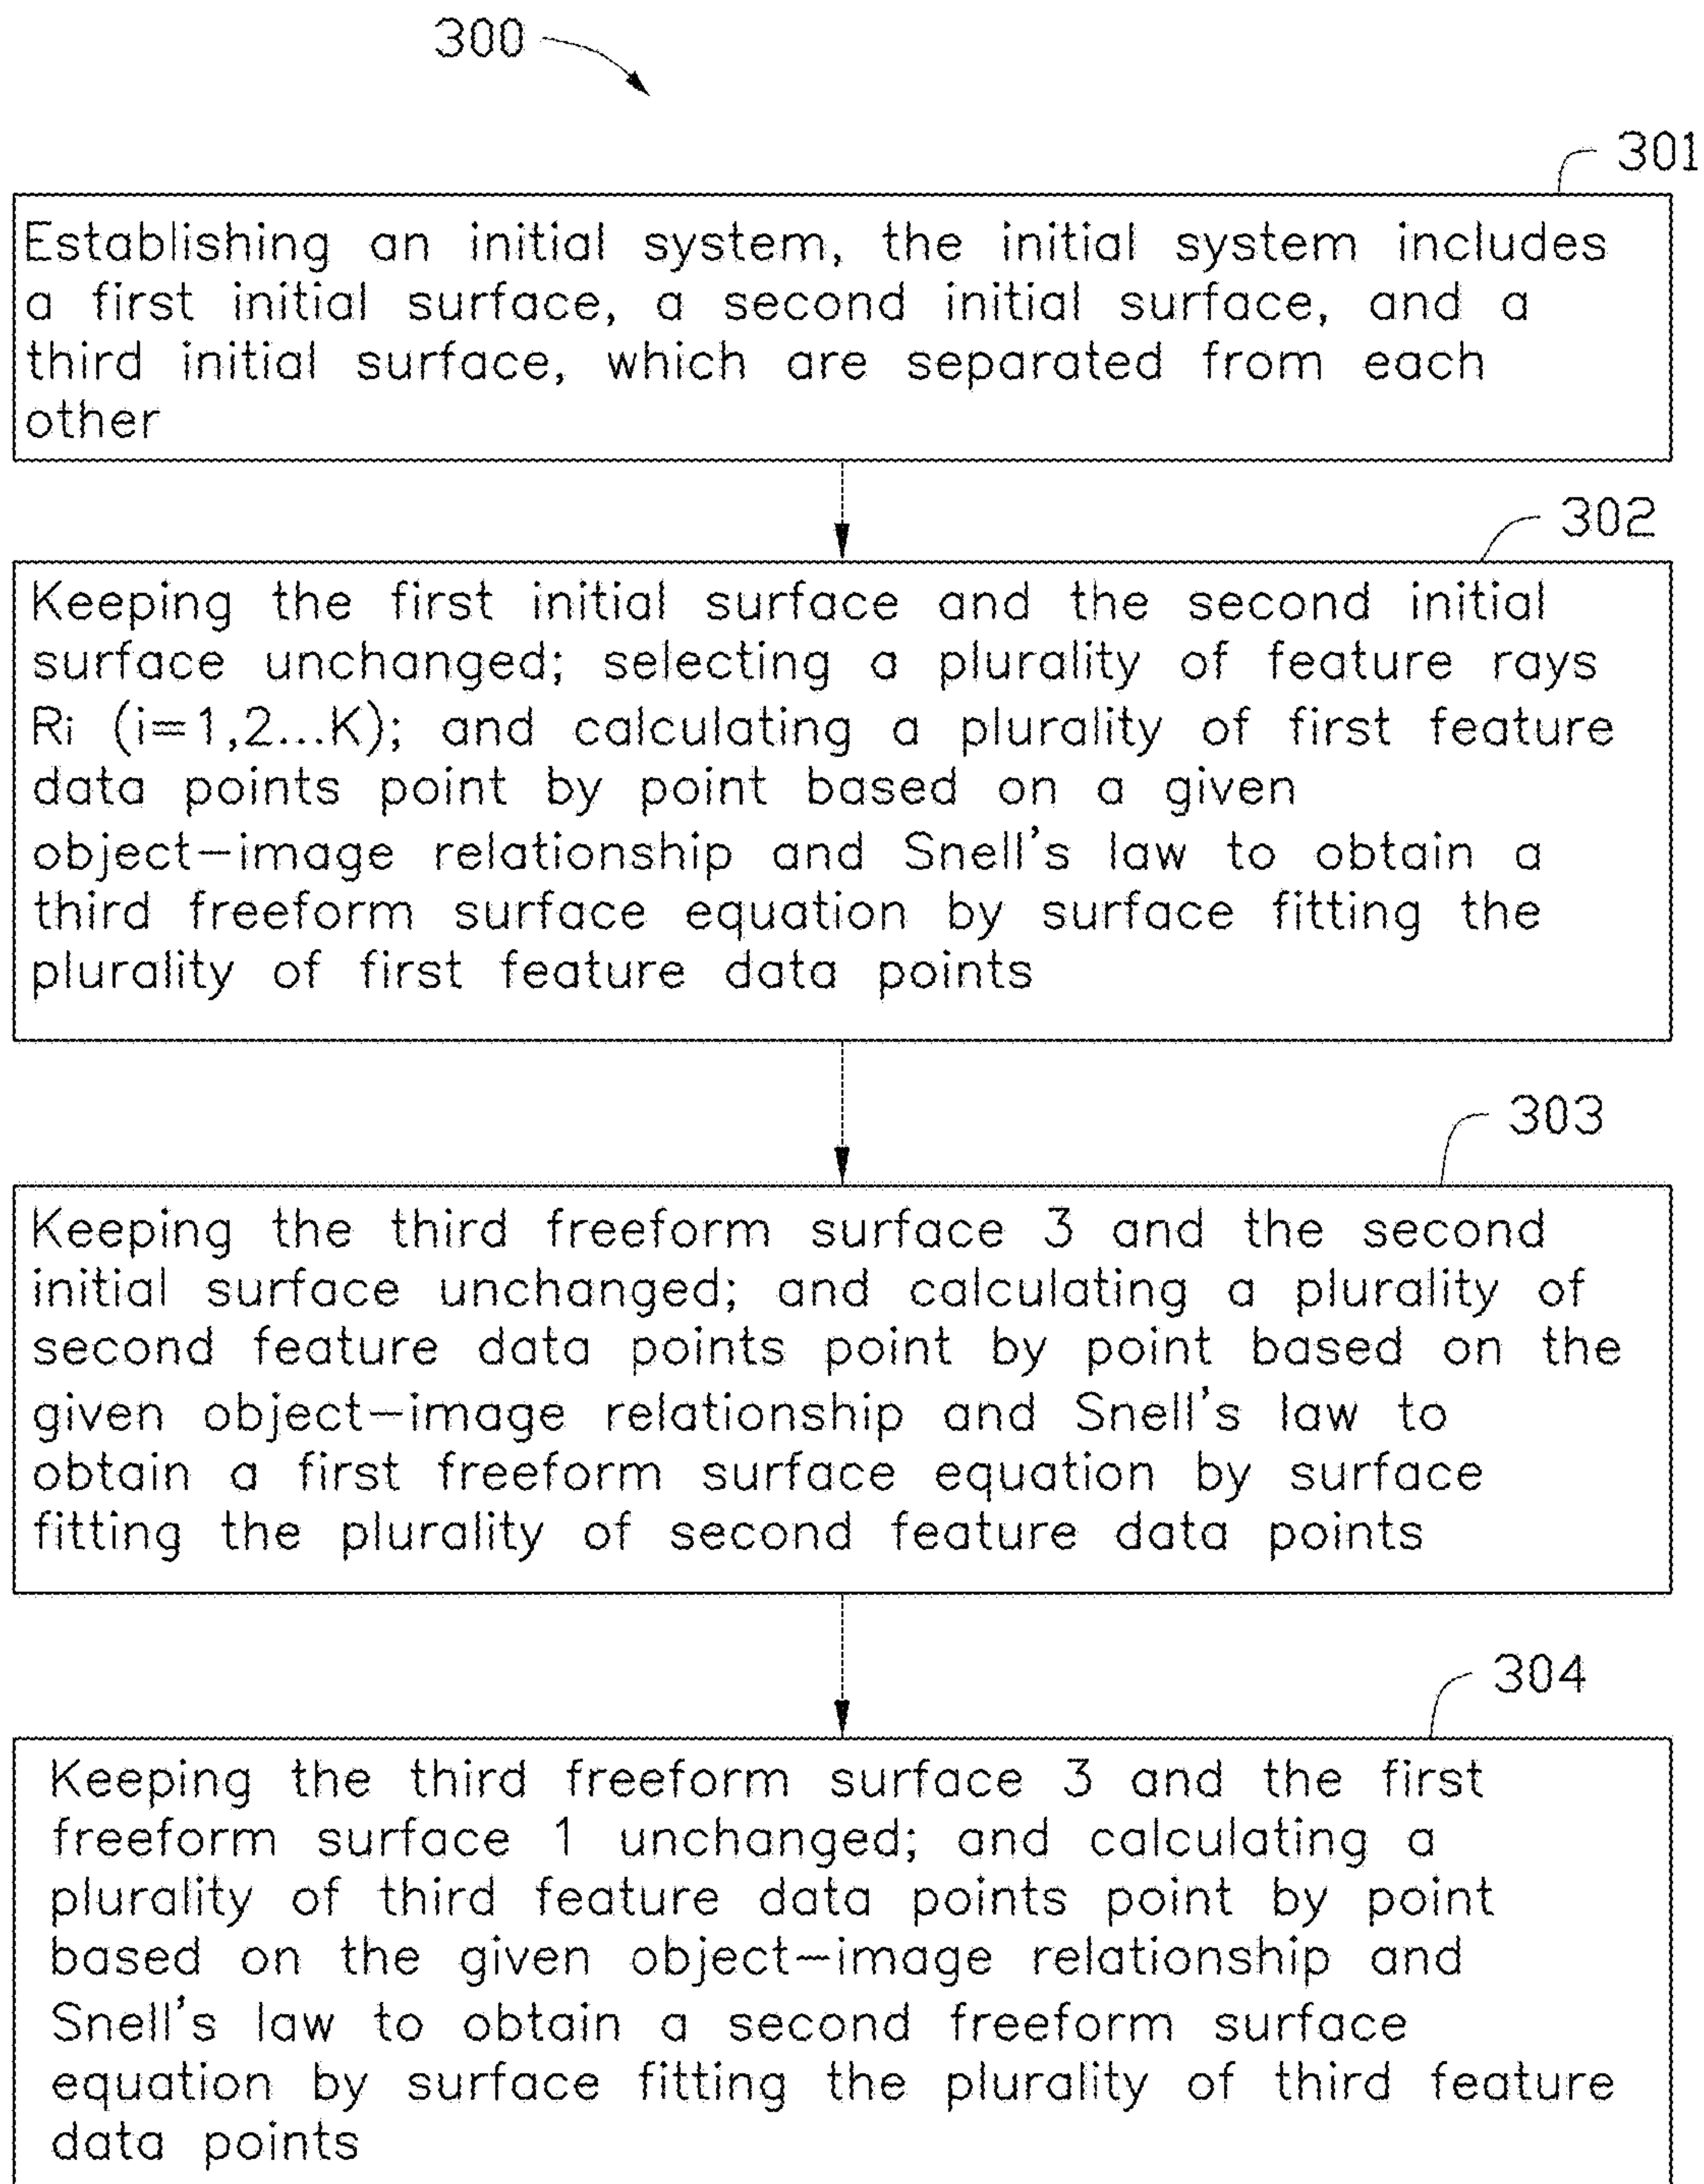 300
301
Establishing an initial system, the initial system includes
a first initial surface, a second initial surface, and a
third initial surface, which are separated from each
other
302
Keeping the first initial surface and the second initial
surface unchanged; selecting a plurality of feature rays
Ri (i=1,2...K); and calculating a plurality of first feature
data points point by point based on a given
object-image relationship and Snell's law to obtain a
third freeform surface equation by surface fitting the
plurality of first feature data points
303
Keeping the third freeform surface 3 and the second
initial surface unchanged; and calculating a plurality of
second feature data points point by point based on the
given object-image relationship and Snell's law to
obtain a first freeform surface equation by surface
fitting the plurality of second feature data points
304
Keeping the third freeform surface 3 and the first
freeform surface 1 unchanged; and calculating a
plurality of third feature data points point by point
based on the given object-image relationship and
Snell's law to obtain a second freeform surface
equation by surface fitting the plurality of third feature
data points